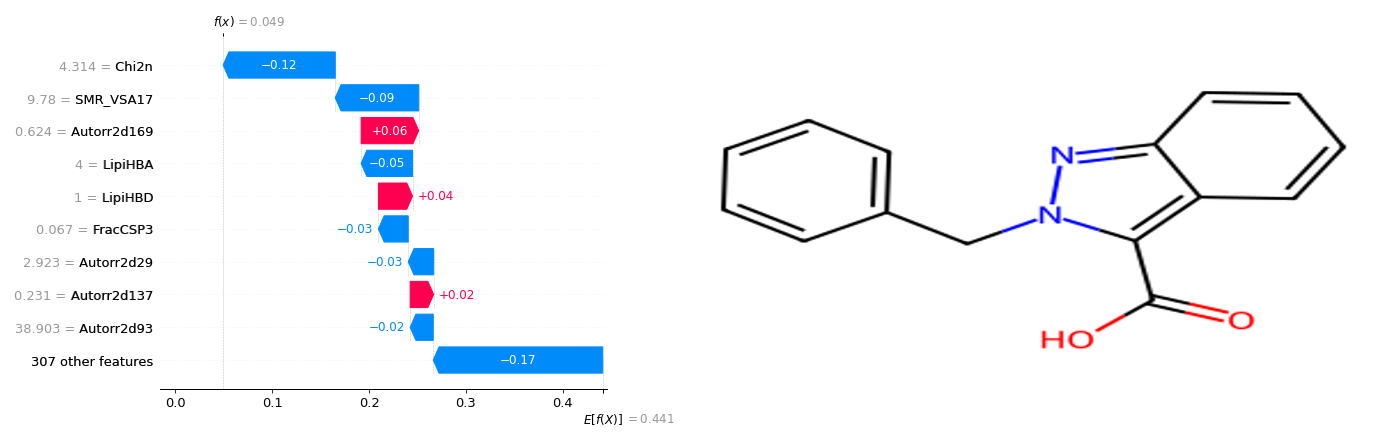 f(x) = 0.049
4.314 = Chi2n
−0.12
9.78 = SMR_VSA17
−0.09
0.624 = Autorr2d169
+0.06
4 = LipiHBA
−0.05
1 = LipiHBD
+0.04
0.067 = FracCSP3
−0.03
2.923 = Autorr2d29
−0.03
0.231 = Autorr2d137
+0.02
38.903 = Autorr2d93
−0.02
307 other features
−0.17
0.0 0.1 0.2 0.3 0.4
E[f(X)] = 0.441
N
N
O
HO